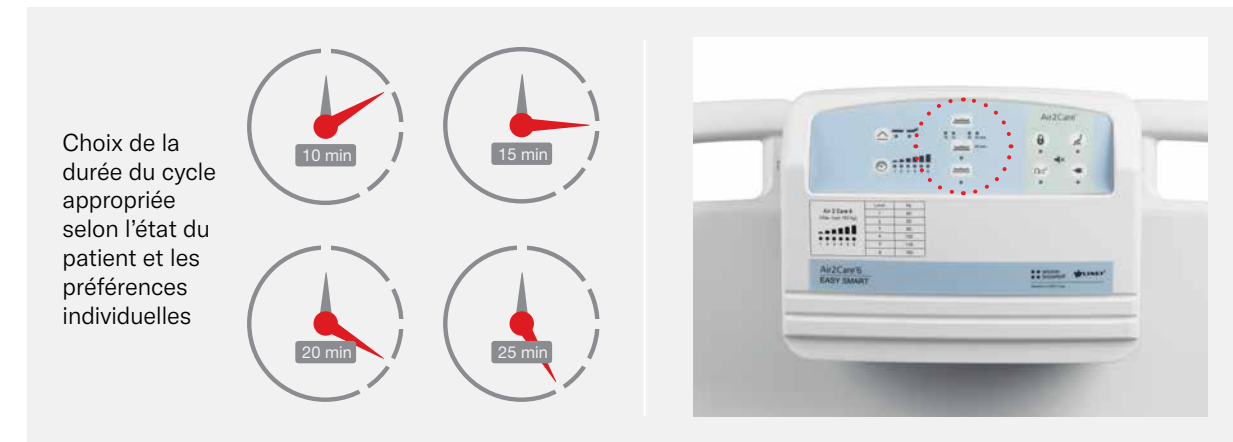 Choix de la
durée du cycle
appropriée
selon l’état du
patient et les
préférences
individuelles
10 min
15 min
20 min
25 min
Air2Care
Air2Care®6
EASY SMART
LINET